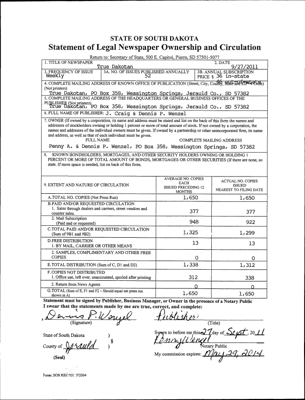 STATE OF SOUTH DAKOTA
Statement of Legal Newspaper Ownership and Circulation
Return to: Secretary of State, 500 E. Capitol, Pierre, SD 57501-5077
1. TITLE OF NEWSPAPER
True Dakotan
2. DATE
9/27/2011
3. FREQUENCY OF ISSUE
Weekly
3A. NO. OF ISSUES PUBLISHED ANNUALLY
52
3B. ANNUAL SUBSCRIPTION
PRICE $ 36 in-state
4. COMPLETE MAILING ADDRESS OF KNOWN OFFICE OF PUBLICATION (Street, City,
(Not printers)
True Dakotan, PO Box 358, Wessington Springs, Jerauld Co., SD 57382
5. COMPLETE MAILING ADDRESS OF THE HEADQUARTERS OR GENERAL BUSINESS OFFICE OF THE
PUBLISHER (Not printer)
True Dakotan, PO Box 358, Wessington Springs, Jerauld Co., SD 57382
6. FULL NAME OF PUBLISHER: J. Craig & Dennis P. Wenzel
7. OWNER (If owned by a corporation, its name and address must be stated and list on the back of this form the names and
addresses of stockholders owning or holding 1 percent or more of total amount of stock. If not owned by a corporation, the
names and addresses of the individual owners must be given. If owned by a partnership or other unincorporated firm, its name
and address, as well as that of each individual must be given.
FULL NAME
COMPLETE MAILING ADDRESS
Penny A. & Dennis P. Wenzel, PO Box 358, Wessington Springs, SD 57382
8. KNOWN BONDHOLDERS, MORTGAGES, AND OTHER SECURITY HOLDERS OWNING OR HOLDING 1
PERCENT OR MORE OF TOTAL AMOUNT OF BONDS, MORTGAGES OR OTHER SECURITIES (If there are none, so
state. If more space is needed, list on back of this form.
9. EXTENT AND NATURE OF CIRCULATION
AVERAGE NO. COPIES
EACH
ISSUED PRECEDING 12
MONTHS
ACTUAL NO. COPIES
ISSUED
NEAREST TO FILING DATE
A. TOTAL NO. COPIES (Net Press Run)
1,650
1,650
B. PAID AND/OR REQUESTED CIRCULATION
1. Sales through dealers and carriers, street vendors and
counter sales.
377
377
2. Mail Subscription
(Paid and or requested)
948
922
C. TOTAL PAID AND/OR REQUESTED CIRCULATION
(Sum of 9B1 and 9B2)
1,325
1,299
D. FREE DISTRIBUTION
1. BY MAIL, CARRIER OR OTHER MEANS
13
13
2. SAMPLES, COMPLIMENTARY AND OTHER FREE
COPIES
0
0
E. TOTAL DISTRIBUTION (Sum of C, D1 and D2)
1,338
1,312
F. COPIES NOT DISTRIBUTED
1. Office use, left over, unaccounted, spoiled after printing
312
338
2. Return from News Agents
0
0
G. TOTAL (Sum of E, F1 and F2 - Should equal net press run
shown in A)
1,650
1,650
Statement must be signed by Publisher, Business Manager, or Owner in the presence of a Notary Public
I swear that the statements made by me are true, correct, and complete:
Dennis P. Wenzel
Publisher
(Signature)
(Title)
State of South Dakota )
Sworn to before me this 27 day of Sept. 20 11
County of Jerauld )
Penny Wenzel
Notary Public
(Seal)
My commission expires: May 29, 2014